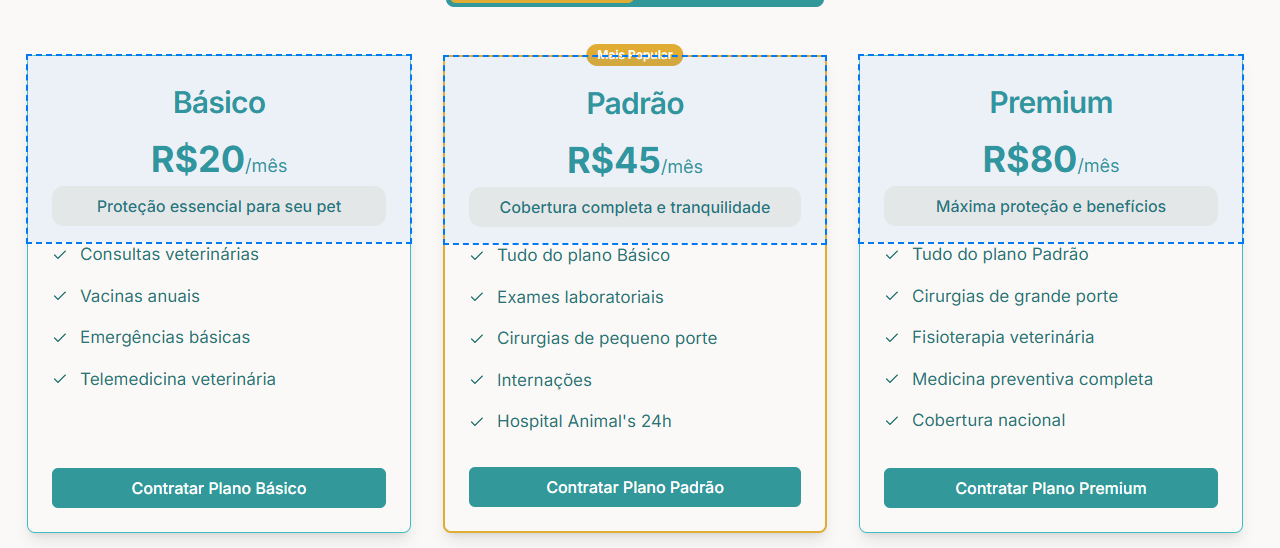 Mais Popular
Básico
R$20/mês
Proteção essencial para seu pet
Consultas veterinárias
Vacinas anuais
Emergências básicas
Telemedicina veterinária
Contratar Plano Básico
Padrão
R$45/mês
Cobertura completa e tranquilidade
Tudo do plano Básico
Exames laboratoriais
Cirurgias de pequeno porte
Internações
Hospital Animal's 24h
Contratar Plano Padrão
Premium
R$80/mês
Máxima proteção e benefícios
Tudo do plano Padrão
Cirurgias de grande porte
Fisioterapia veterinária
Medicina preventiva completa
Cobertura nacional
Contratar Plano Premium